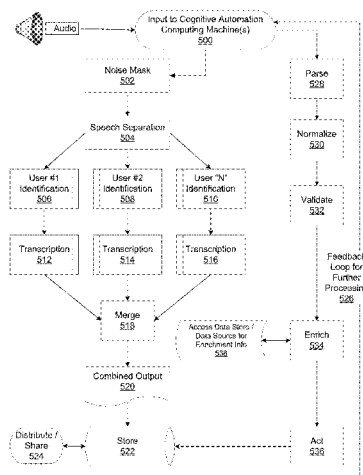 Audio
Input to Cognitive Automation
Computing Machine(s)
500
Noise Mask
502
Parse
528
Speech Separation
504
Normalize
530
User #1
Identification
506
User #2
Identification
508
User "N"
Identification
510
Validate
532
Transcription
512
Transcription
514
Transcription
516
Feedback
Loop for
Further
Processing
526
Merge
518
Access Data Store /
Data Source for
Enrichment Info
538
Enrich
534
Combined Output
520
Distribute /
Share
524
Store
522
Act
536